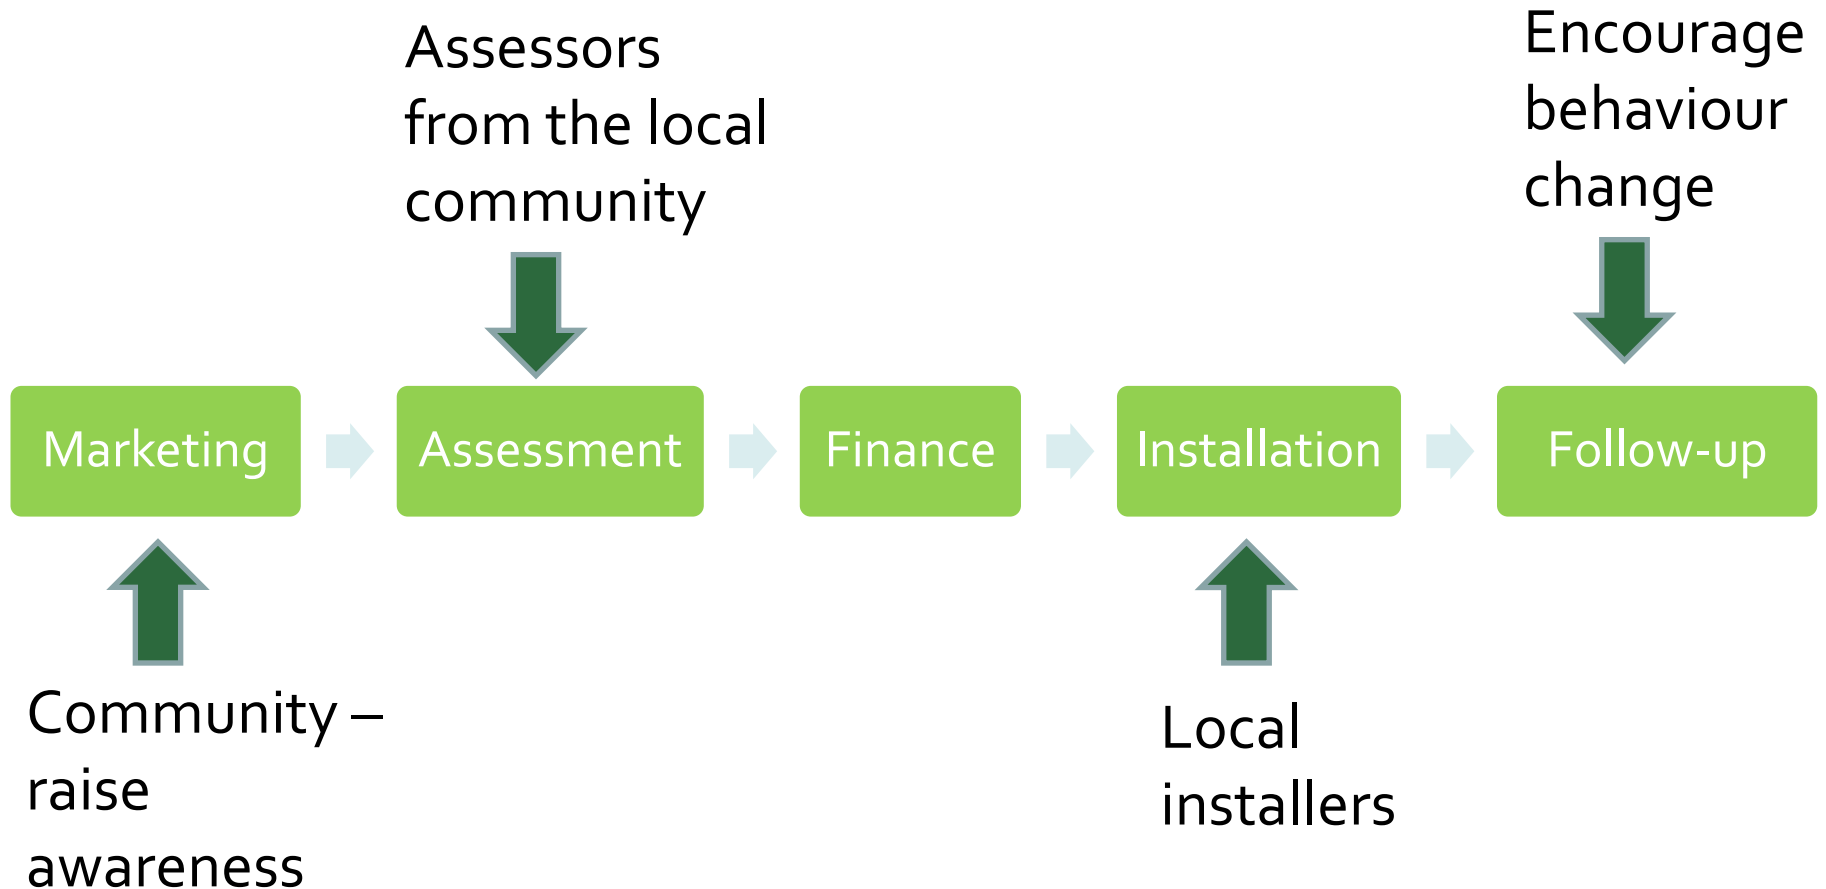 Assessors
from the local
community
Encourage
behaviour
change
Marketing
Assessment
Finance
Installation
Follow-up
Community –
raise
awareness
Local
installers